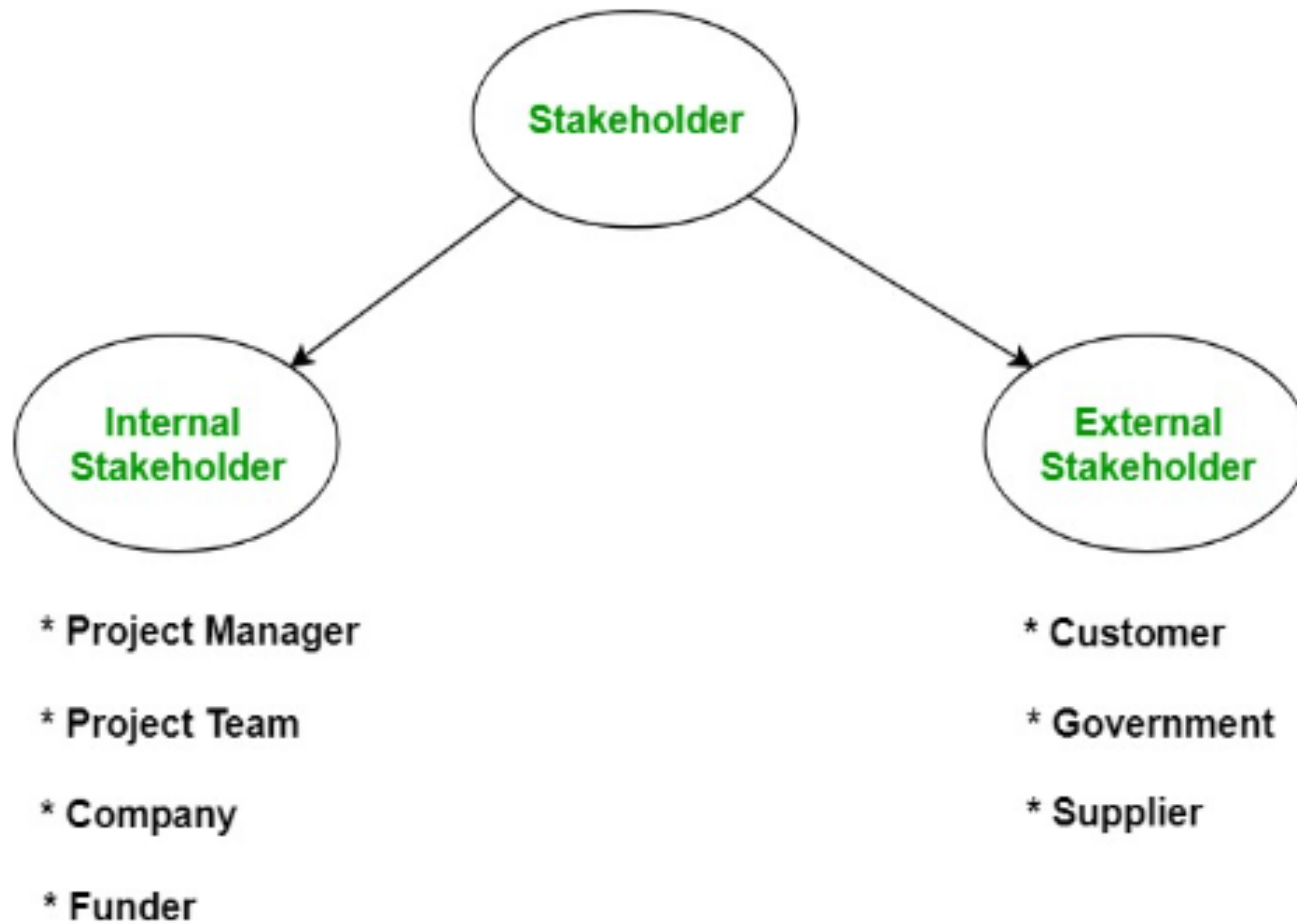 Stakeholder
Internal
Stakeholder
* Project Manager
* Project Team
* Company
* Funder
External
Stakeholder
* Customer
* Government
* Supplier